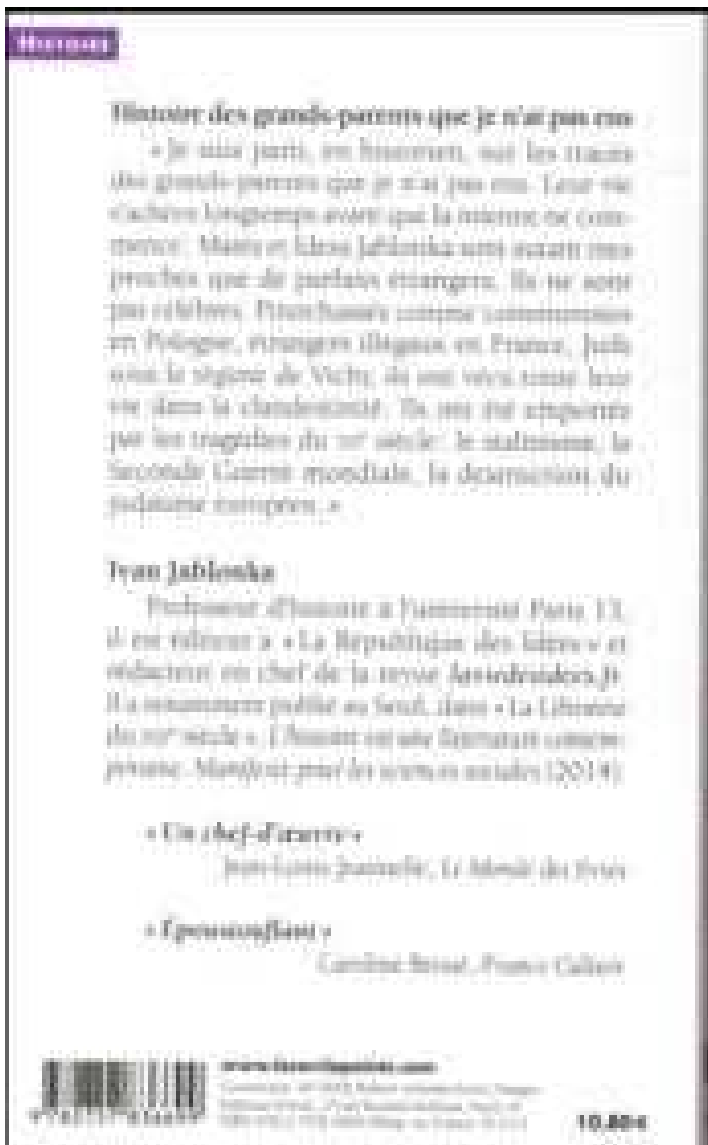 Histoire
Histoire des grands-parents que je n'ai pas eus
« Je suis parti, en historien, sur les traces
des grands-parents que je n'ai pas eus. Leur vie
s'achève longtemps avant que la mienne ne com-
mence : Matès et Idesa Jablonka sont autant mes
proches que de parfaits étrangers. Ils ne sont
pas célèbres. Pourchassés comme communistes
en Pologne, étrangers illégaux en France, Juifs
sous le régime de Vichy, ils ont vécu toute leur
vie dans la clandestinité. Ils ont été emportés
par les tragédies du XXe siècle : le stalinisme, la
Seconde Guerre mondiale, la destruction du
judaïsme européen. »
Ivan Jablonka
Professeur d'histoire à l'université Paris 13,
il est éditeur à « La République des Idées » et
rédacteur en chef de la revue laviedesidees.fr.
Il a notamment publié au Seuil, dans « La Librairie
du XXIe siècle », L'histoire est une littérature contem-
poraine. Manifeste pour les sciences sociales (2014).
« Un chef-d'œuvre »
Jean-Louis Jeannelle, Le Monde des livres
« Époustouflant »
Caroline Broué, France Culture
10,80 €